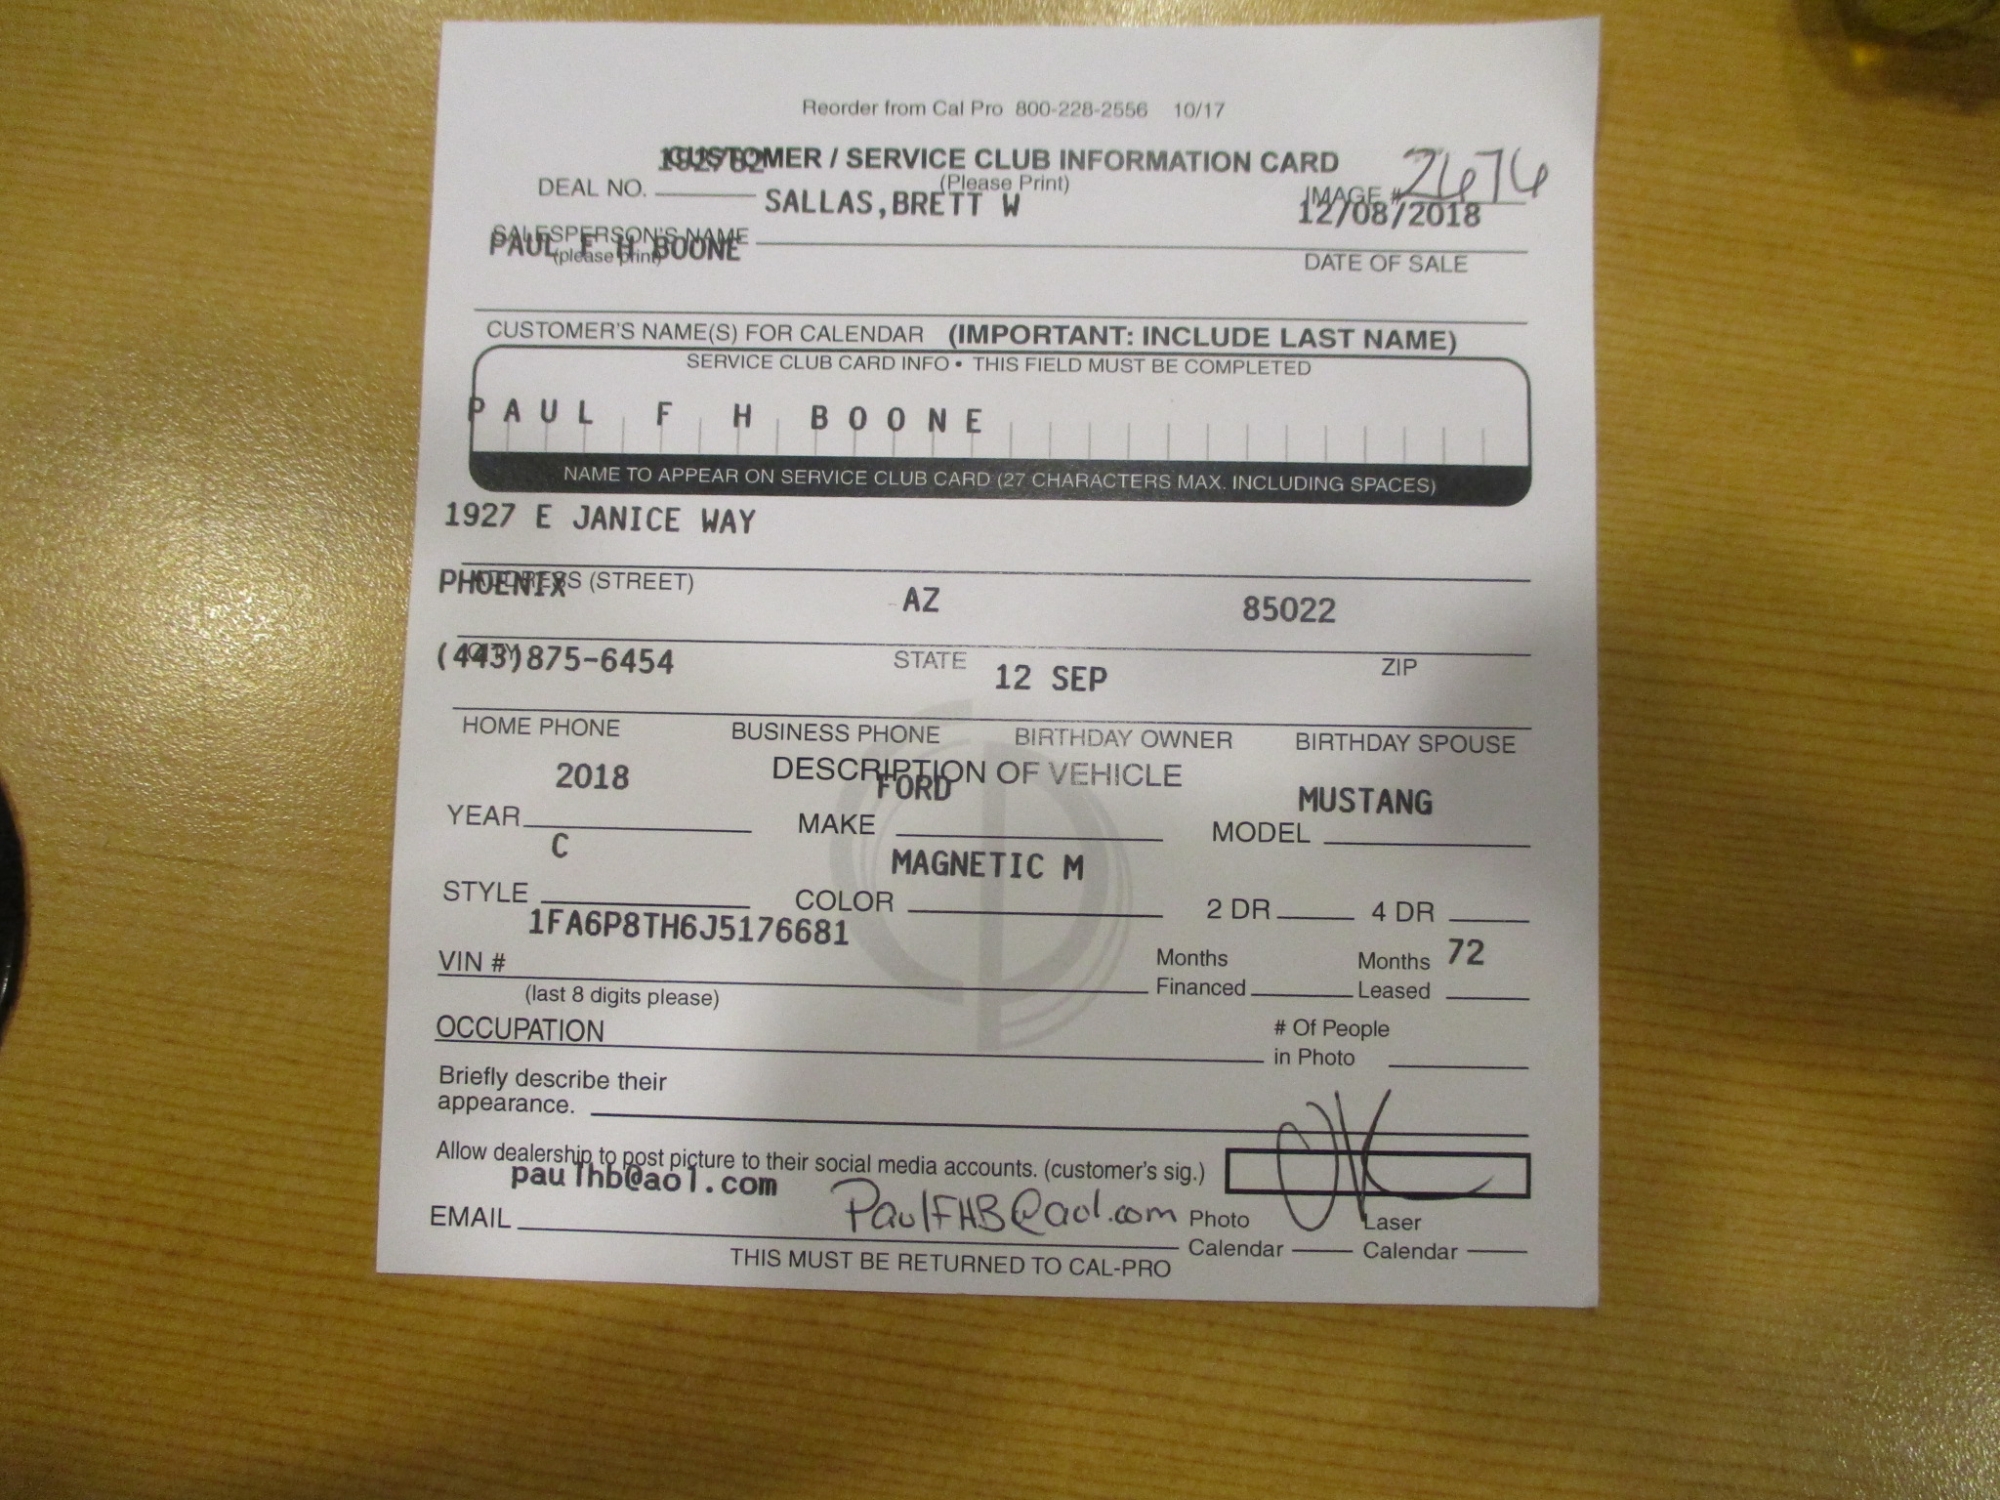 Reorder from Cal Pro 800-228-2556 10/17
CUSTOMER / SERVICE CLUB INFORMATION CARD
(Please Print)
DEAL NO. 192782
IMAGE # 2676
SALLAS,BRETT W
12/08/2018
SALESPERSON'S NAME
(please print)
DATE OF SALE
PAUL F H BOONE
CUSTOMER'S NAME(S) FOR CALENDAR (IMPORTANT: INCLUDE LAST NAME)
SERVICE CLUB CARD INFO • THIS FIELD MUST BE COMPLETED
PAUL F H BOONE
NAME TO APPEAR ON SERVICE CLUB CARD (27 CHARACTERS MAX. INCLUDING SPACES)
1927 E JANICE WAY
ADDRESS (STREET)
PHOENIX AZ 85022
CITY STATE ZIP
(443)875-6454 12 SEP
HOME PHONE BUSINESS PHONE BIRTHDAY OWNER BIRTHDAY SPOUSE
DESCRIPTION OF VEHICLE
2018 FORD MUSTANG
YEAR MAKE MODEL
C MAGNETIC M
STYLE COLOR 2 DR 4 DR
1FA6P8TH6J5176681
VIN # Months Financed Months Leased 72
(last 8 digits please)
OCCUPATION # Of People in Photo
Briefly describe their
appearance.
Allow dealership to post picture to their social media accounts. (customer's sig.)
paulhb@aol.com
EMAIL PaulFHB@aol.com Photo Calendar Laser Calendar
THIS MUST BE RETURNED TO CAL-PRO